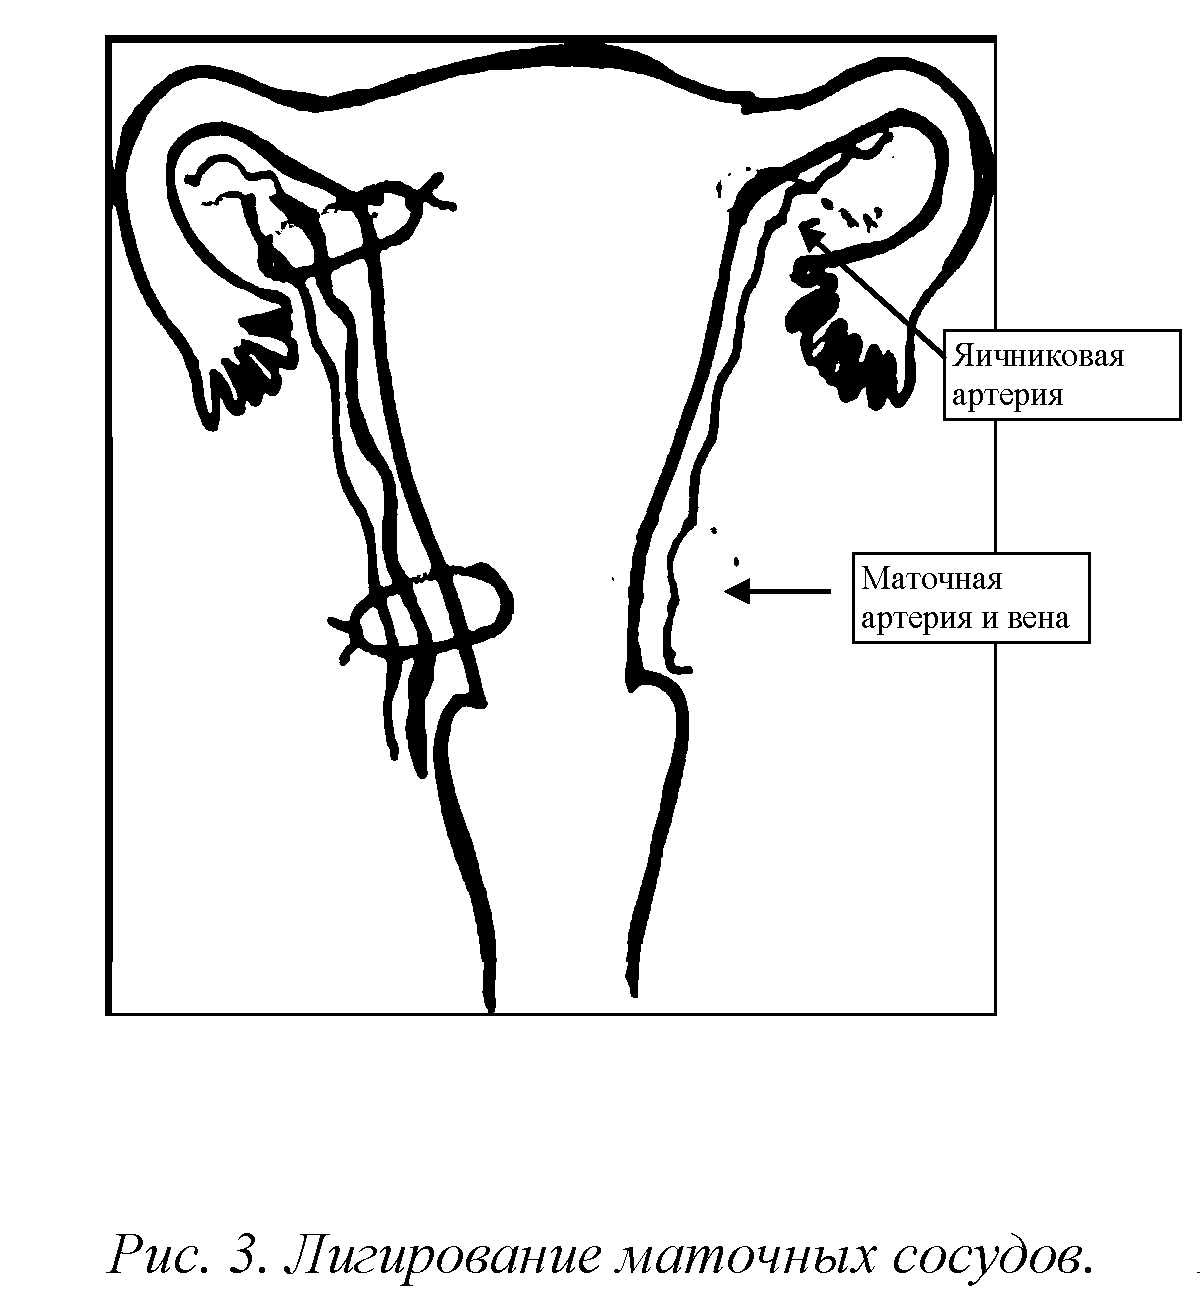 Яичниковая
артерия
Маточная
артерия и вена
Рис. 3. Лигирование маточных сосудов.